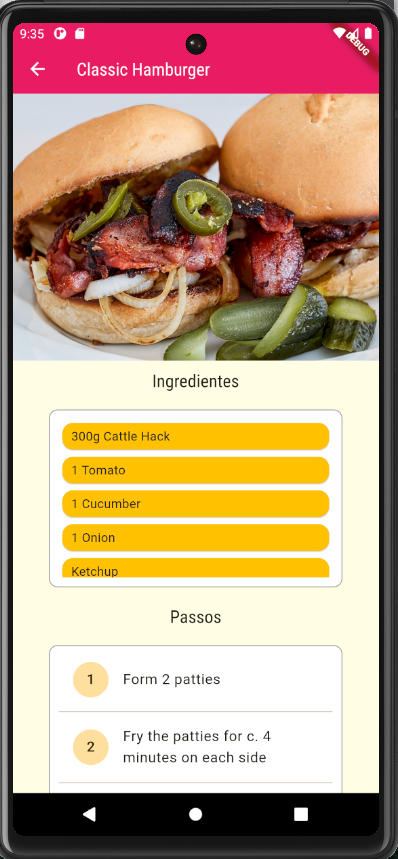 9:35
DEBUG
Classic Hamburger
Ingredientes
300g Cattle Hack
1 Tomato
1 Cucumber
1 Onion
Ketchup
Passos
1 Form 2 patties
2 Fry the patties for c. 4
minutes on each side